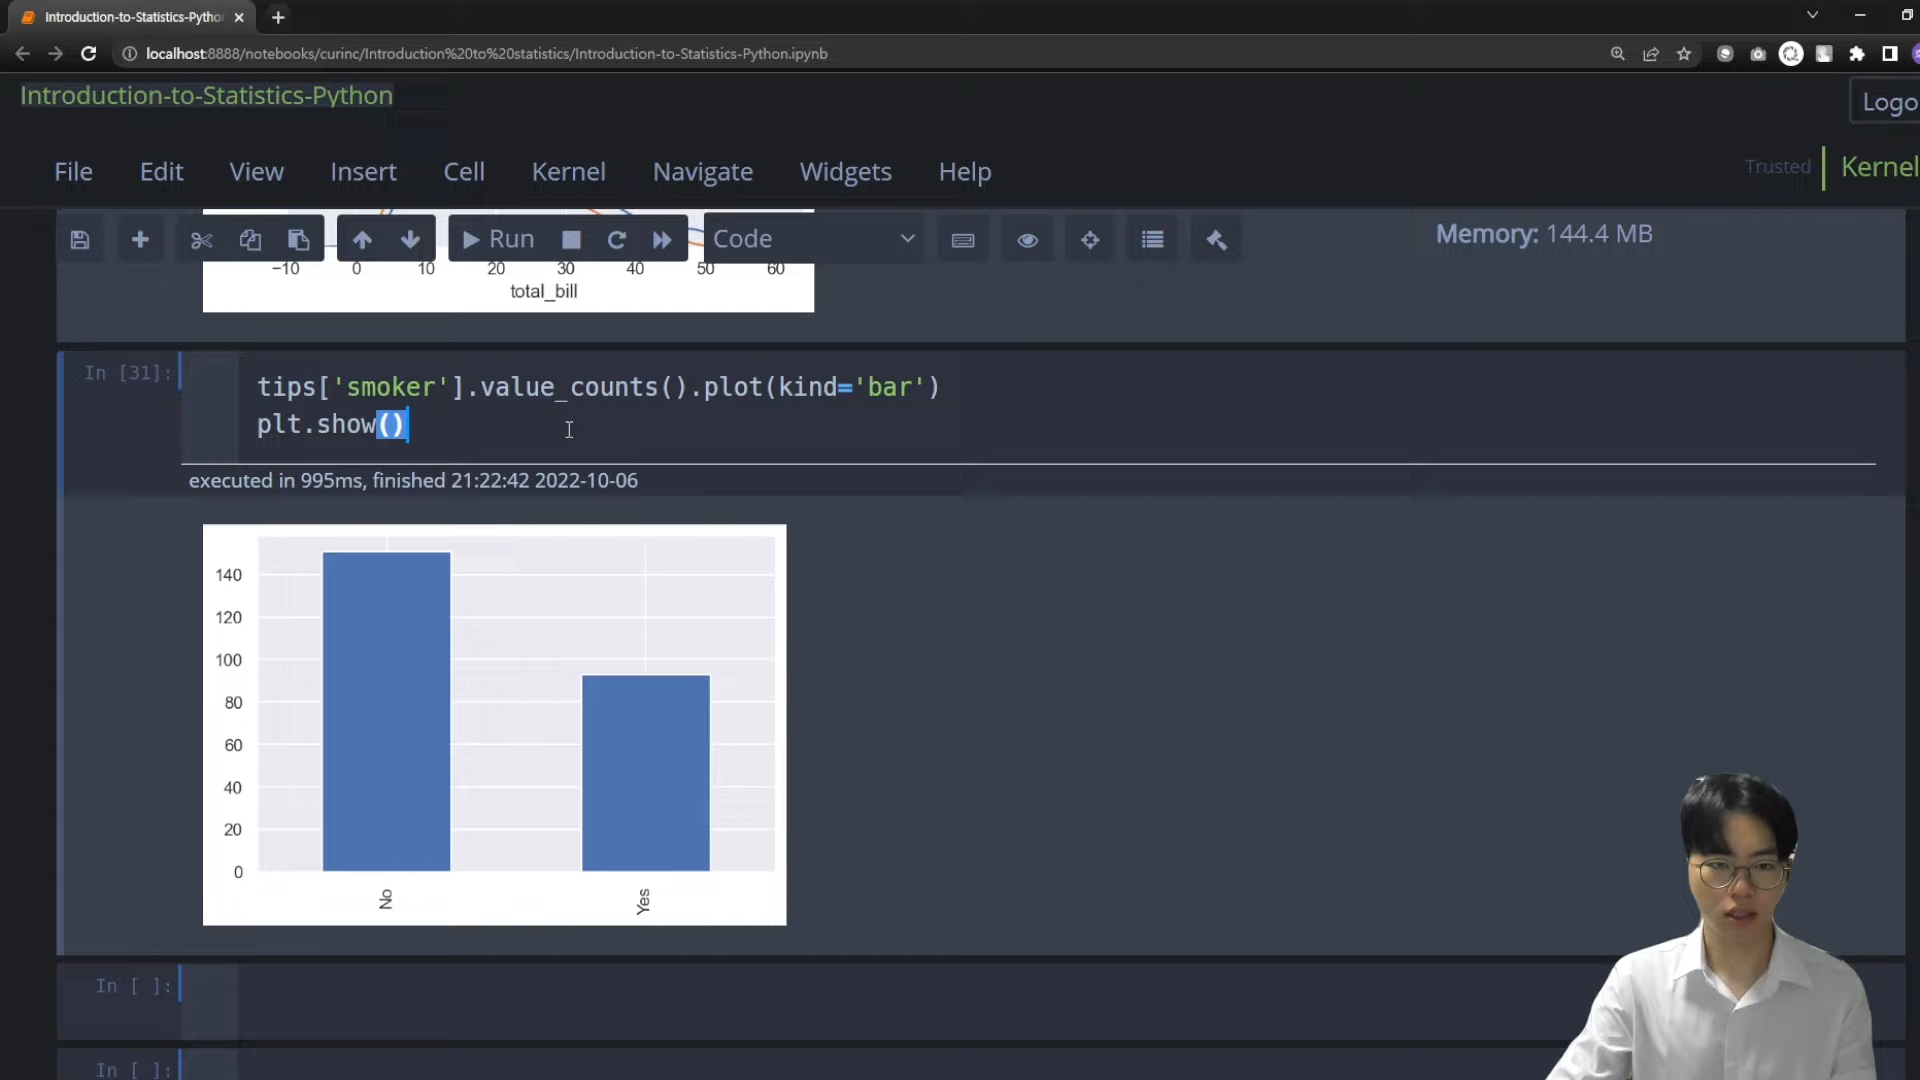 Introduction-to-Statistics-Pytho
localhost:8888/notebooks/curinc/Introduction%20to%20statistics/Introduction-to-Statistics-Python.ipynb
Introduction-to-Statistics-Python
Logo
File Edit View Insert Cell Kernel Navigate Widgets Help
Trusted Kernel
Run Code Memory: 144.4 MB
−10 0 10 20 30 40 50 60
total_bill
In [31]:
tips['smoker'].value_counts().plot(kind='bar')
plt.show()
executed in 995ms, finished 21:22:42 2022-10-06
140
120
100
80
60
40
20
0
No
Yes
In [ ]:
In [ ]: